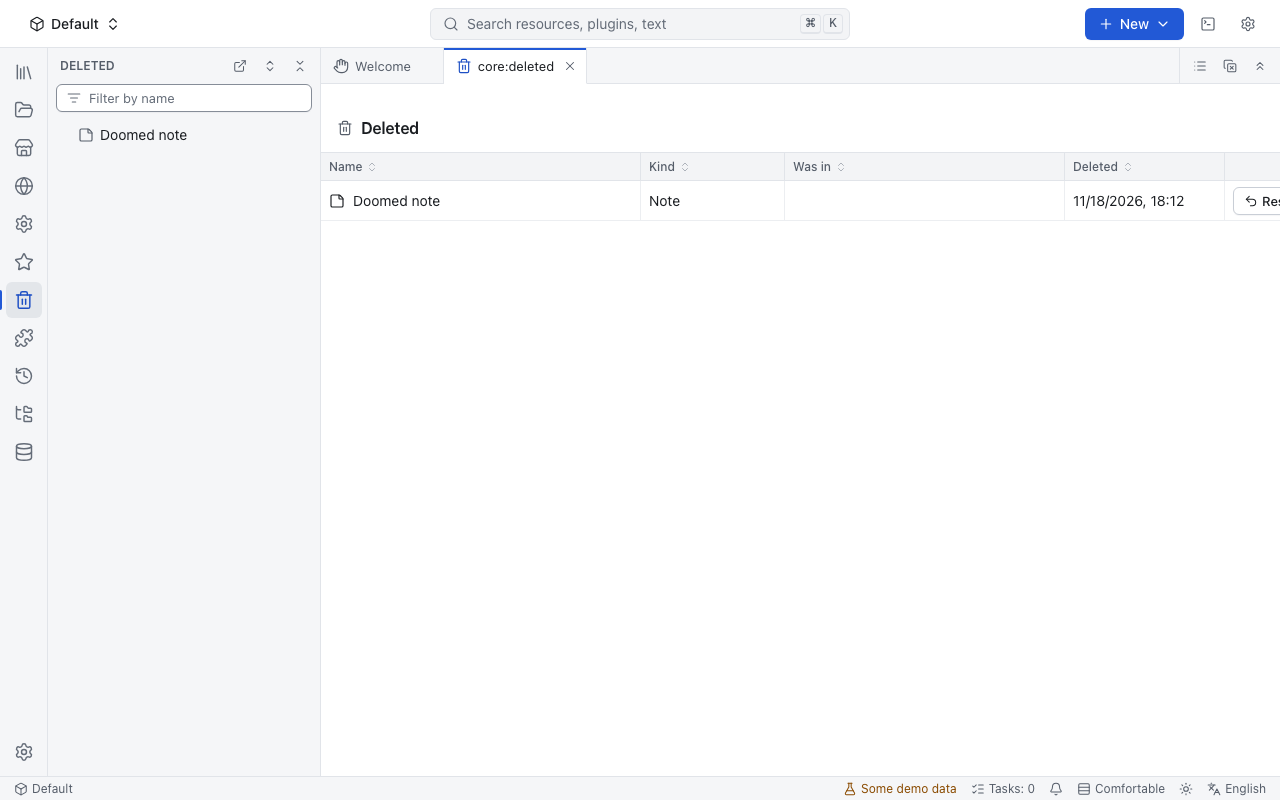 Default
Search resources, plugins, text
⌘ K
New
DELETED
Filter by name
Doomed note
Welcome
core:deleted
Deleted
Name
Kind
Was in
Deleted
Doomed note
Note
11/18/2026, 18:12
Res
Default
Some demo data
Tasks: 0
Comfortable
English